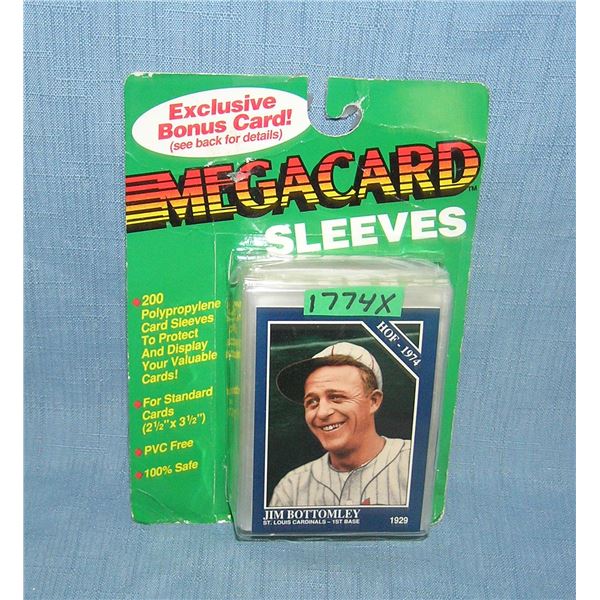 Exclusive
Bonus Card!
(see back for details)
MEGACARD™
SLEEVES
• 200
Polypropylene
Card Sleeves
To Protect
And Display
Your Valuable
Cards!
• For Standard
Cards
(2½" x 3½")
• PVC Free
• 100% Safe
1774X
HOF - 1974
JIM BOTTOMLEY
ST. LOUIS CARDINALS – 1ST BASE 1929